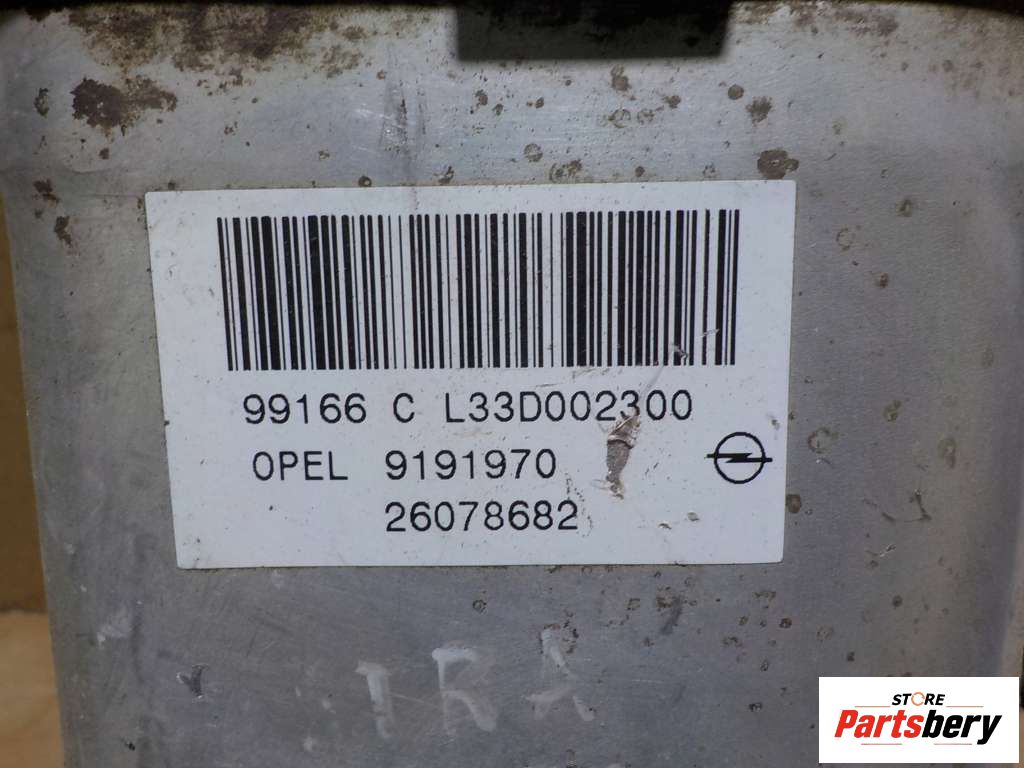 99166 C L33D002300
OPEL 9191970
26078682
STORE
Partsbery